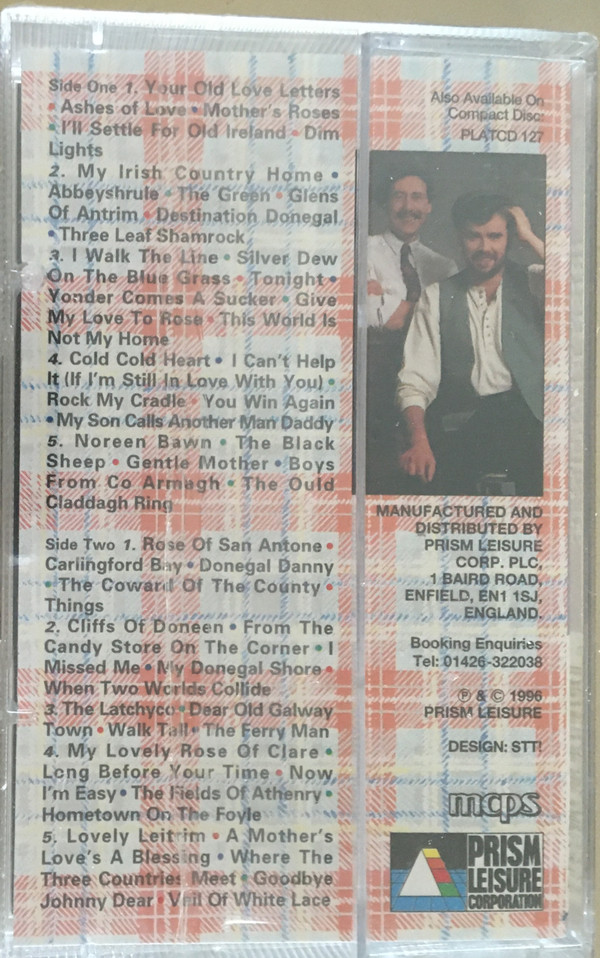 Side One 1. Your Old Love Letters
• Ashes of Love • Mother's Roses
• I'll Settle For Old Ireland • Dim
Lights
2. My Irish Country Home •
Abbeyshrule • The Green • Glens
Of Antrim • Destination Donegal
• Three Leaf Shamrock
3. I Walk The Line • Silver Dew
On The Blue Grass • Tonight •
Yonder Comes A Sucker • Give
My Love To Rose • This World Is
Not My Home
4. Cold Cold Heart • I Can't Help
It (If I'm Still In Love With You) •
Rock My Cradle • You Win Again
• My Son Calls Another Man Daddy
5. Noreen Bawn • The Black
Sheep • Gentle Mother • Boys
From Co Armagh • The Ould
Claddagh Ring
Side Two 1. Rose Of San Antone •
Carlingford Bay • Donegal Danny
• The Coward Of The County •
Things
2. Cliffs Of Doneen • From The
Candy Store On The Corner • I
Missed Me • My Donegal Shore •
When Two Worlds Collide
3. The Latchyco • Dear Old Galway
Town • Walk Tall • The Ferry Man
4. My Lovely Rose Of Clare •
Long Before Your Time • Now
I'm Easy • The Fields Of Athenry •
Hometown On The Foyle
5. Lovely Leitrim • A Mother's
Love's A Blessing • Where The
Three Countries Meet • Goodbye
Johnny Dear • Veil Of White Lace
Also Available On
Compact Disc:
PLATCD 127
MANUFACTURED AND
DISTRIBUTED BY
PRISM LEISURE
CORP. PLC,
1 BAIRD ROAD,
ENFIELD, EN1 1SJ,
ENGLAND.
Booking Enquiries
Tel: 01426-322038
℗ & © 1996
PRISM LEISURE
DESIGN: STT!
mcps
PRISM
LEISURE
CORPORATION